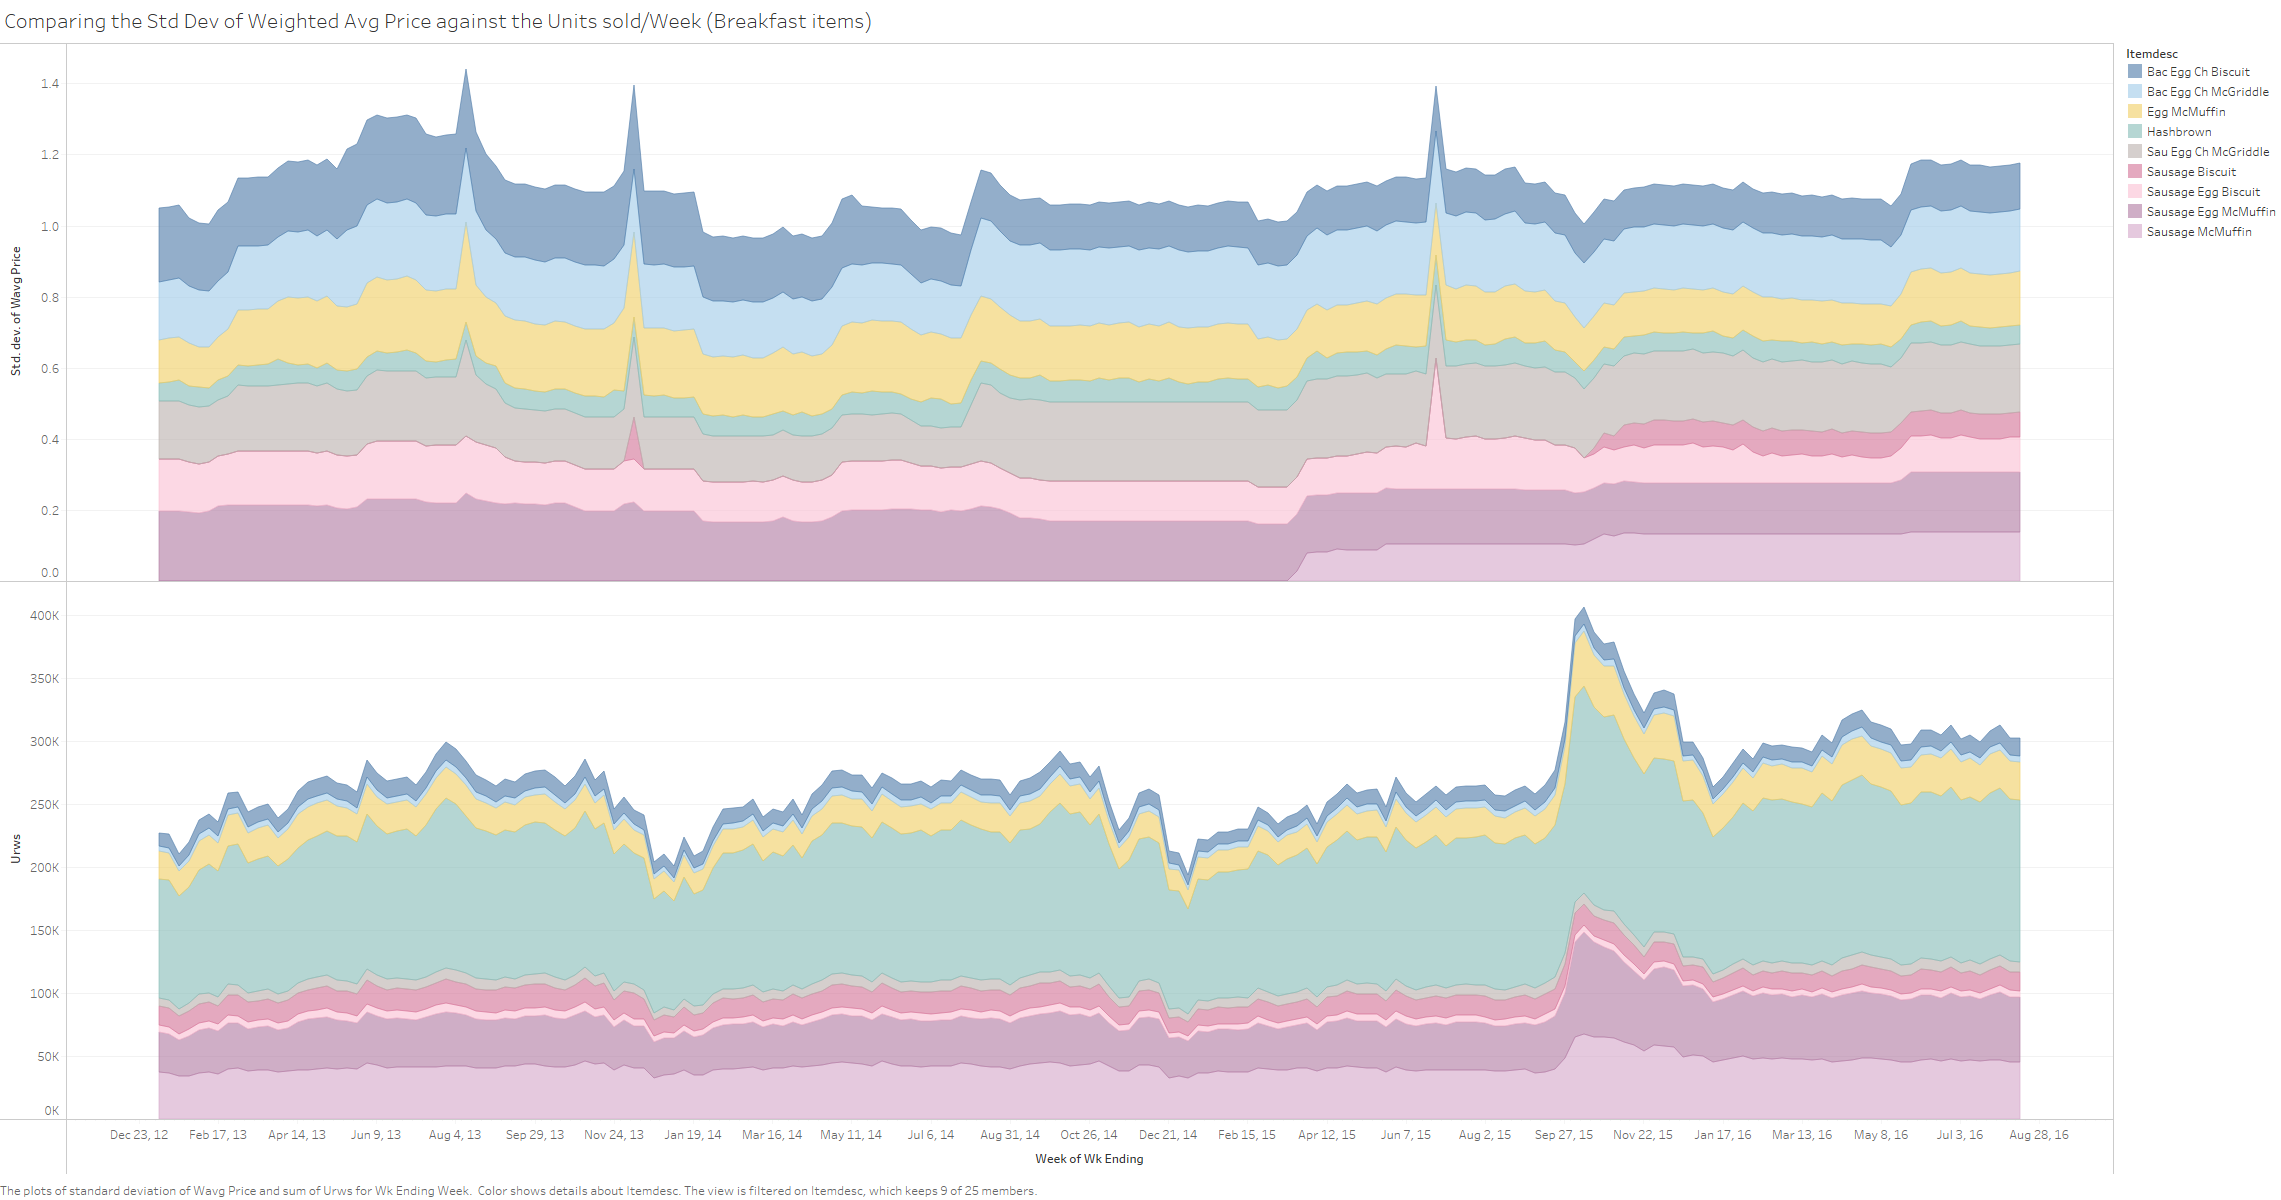 Comparing the Std Dev of Weighted Avg Price against the Units sold/Week (Breakfast items)
Itemdesc
Bac Egg Ch Biscuit
Bac Egg Ch McGriddle
Egg McMuffin
Hashbrown
Sau Egg Ch McGriddle
Sausage Biscuit
Sausage Egg Biscuit
Sausage Egg McMuffin
Sausage McMuffin
Std. dev. of Wavg Price
1.4
1.2
1.0
0.8
0.6
0.4
0.2
0.0
Urws
400K
350K
300K
250K
200K
150K
100K
50K
0K
Dec 23, 12 Feb 17, 13 Apr 14, 13 Jun 9, 13 Aug 4, 13 Sep 29, 13 Nov 24, 13 Jan 19, 14 Mar 16, 14 May 11, 14 Jul 6, 14 Aug 31, 14 Oct 26, 14 Dec 21, 14 Feb 15, 15 Apr 12, 15 Jun 7, 15 Aug 2, 15 Sep 27, 15 Nov 22, 15 Jan 17, 16 Mar 13, 16 May 8, 16 Jul 3, 16 Aug 28, 16
Week of Wk Ending
The plots of standard deviation of Wavg Price and sum of Urws for Wk Ending Week. Color shows details about Itemdesc. The view is filtered on Itemdesc, which keeps 9 of 25 members.